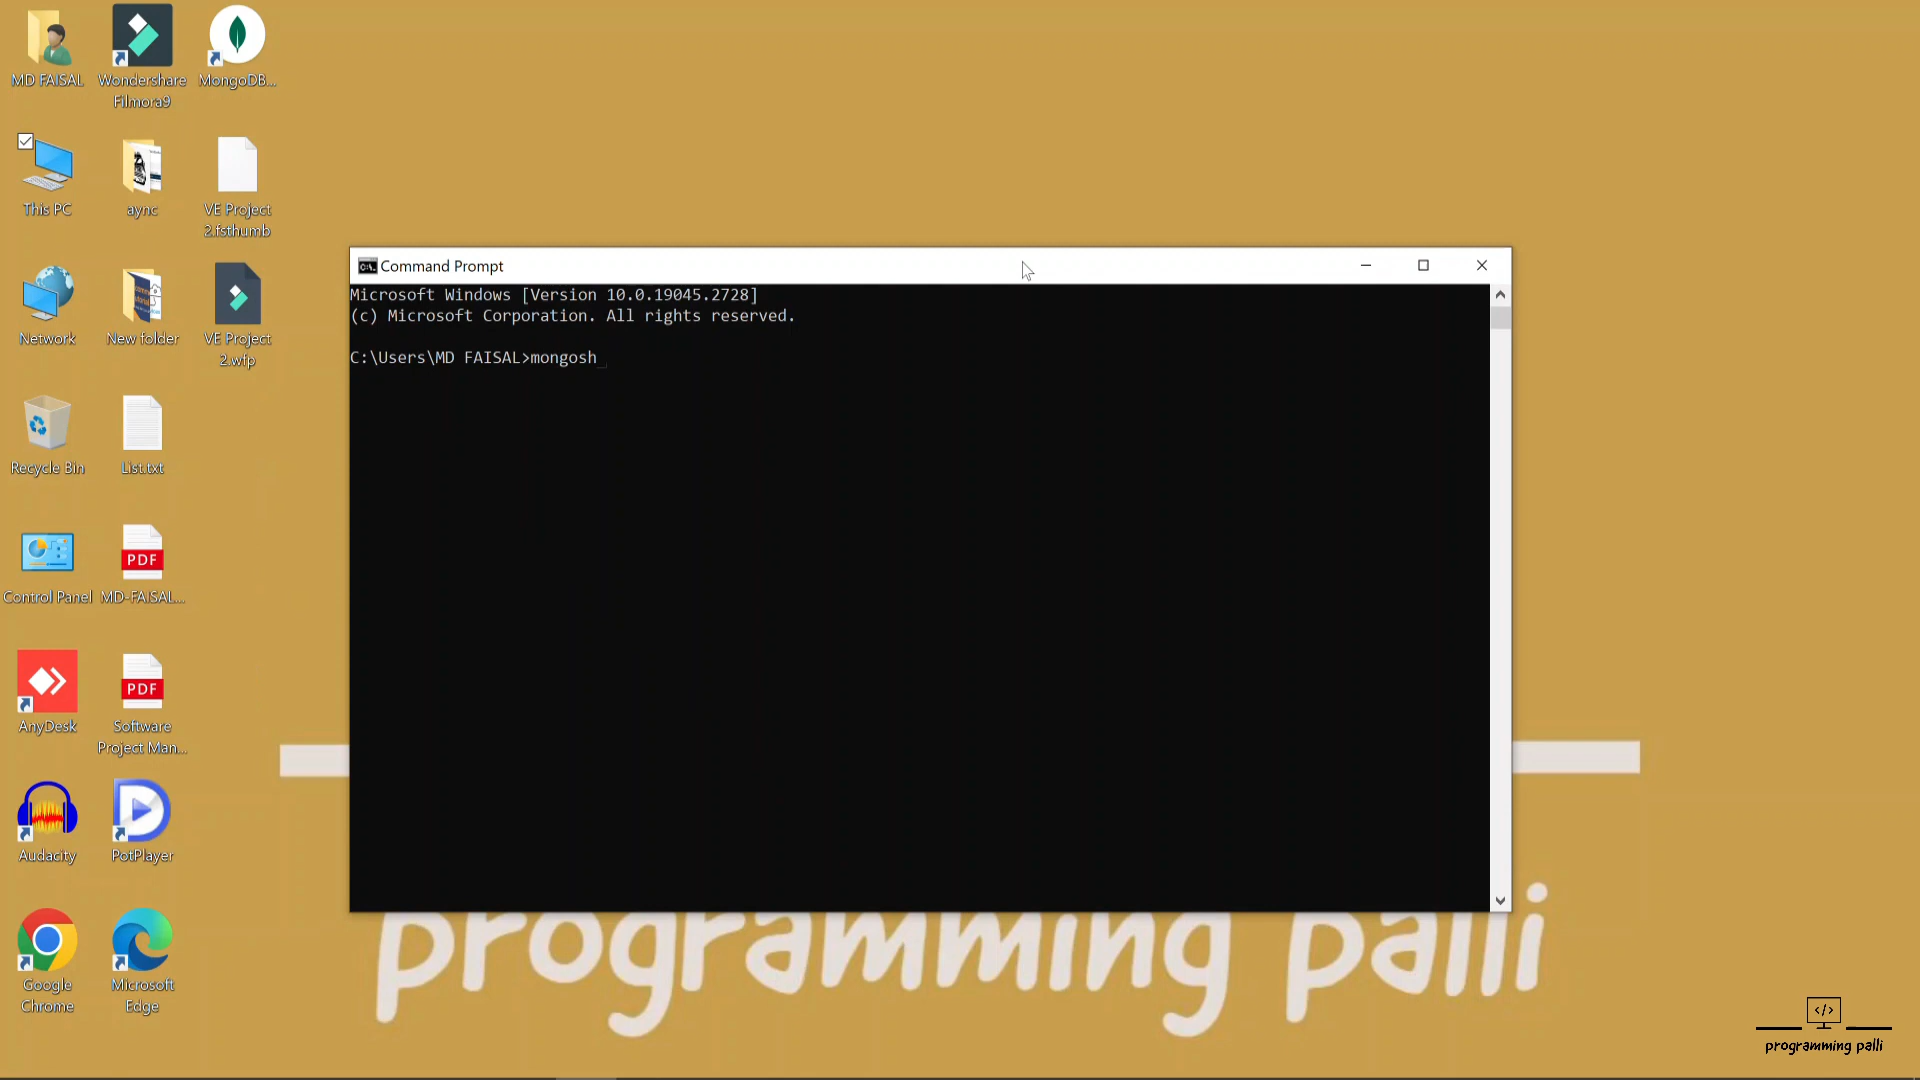 MD FAISAL
Wondershare
Filmora9
MongoDB...
This PC
aync
VE Project
2.fsthumb
Network
New folder
VE Project
2.wfp
Recycle Bin
List.txt
Control Panel
PDF
MD-FAISAL...
AnyDesk
PDF
Software
Project Man...
Audacity
PotPlayer
Google
Chrome
Microsoft
Edge
C:\.
Command Prompt
Microsoft Windows [Version 10.0.19045.2728]
(c) Microsoft Corporation. All rights reserved.
C:\Users\MD FAISAL>mongosh_
programming palli
</>
programming palli